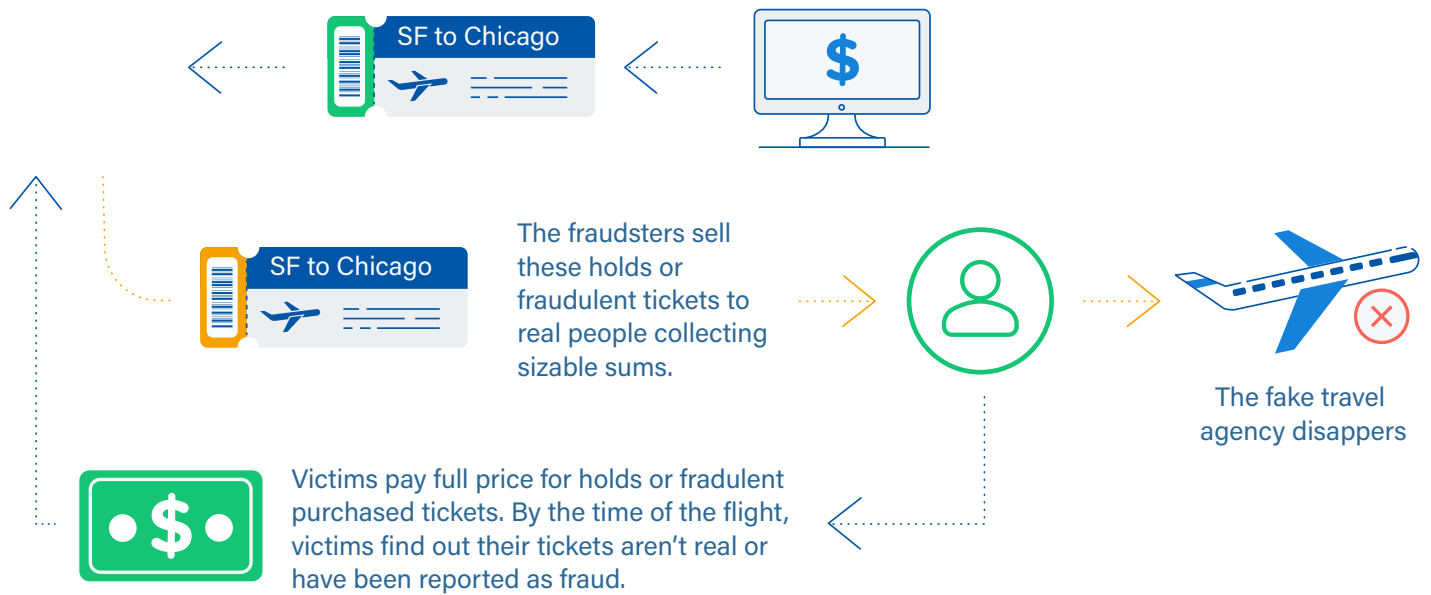 SF to Chicago
SF to Chicago
The fraudsters sell
these holds or
fraudulent tickets to
real people collecting
sizable sums.
The fake travel
agency disappers
Victims pay full price for holds or fradulent
purchased tickets. By the time of the flight,
victims find out their tickets aren’t real or
have been reported as fraud.